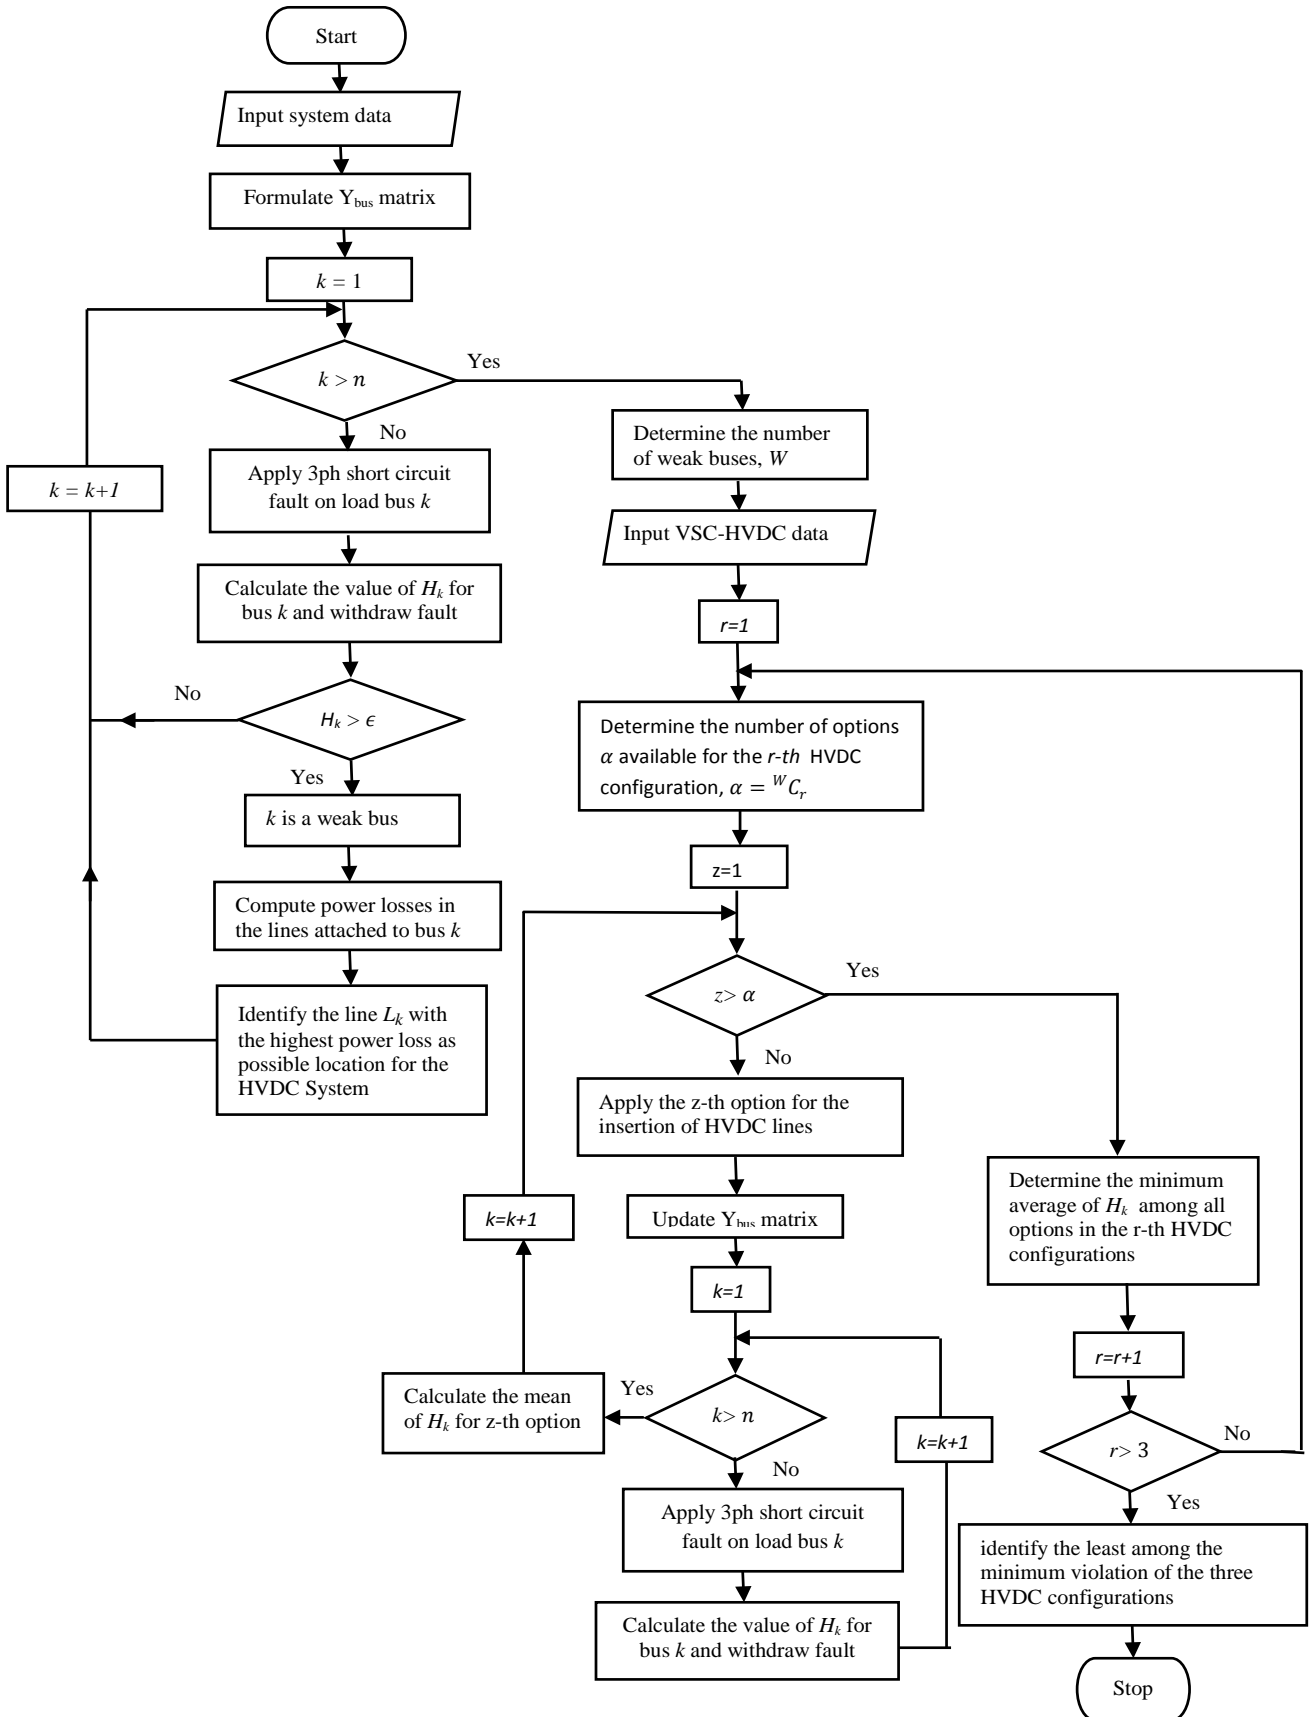 Start
Input system data
Formulate Y_bus matrix
k = 1
k > n
Yes
No
Apply 3ph short circuit
fault on load bus k
k = k+1
Calculate the value of H_k for
bus k and withdraw fault
No
H_k > ϵ
Yes
k is a weak bus
Compute power losses in
the lines attached to bus k
Identify the line L_k with
the highest power loss as
possible location for the
HVDC System
Determine the number
of weak buses, W
Input VSC-HVDC data
r=1
Determine the number of options
α available for the r-th HVDC
configuration, α = ^W C_r
z=1
z> α
Yes
No
Apply the z-th option for the
insertion of HVDC lines
Update Y_bus matrix
k=k+1
k=1
Calculate the mean
of H_k for z-th option
Yes
k> n
No
k=k+1
Apply 3ph short circuit
fault on load bus k
Calculate the value of H_k for
bus k and withdraw fault
Determine the minimum
average of H_k among all
options in the r-th HVDC
configurations
r=r+1
r> 3
No
Yes
identify the least among the
minimum violation of the three
HVDC configurations
Stop